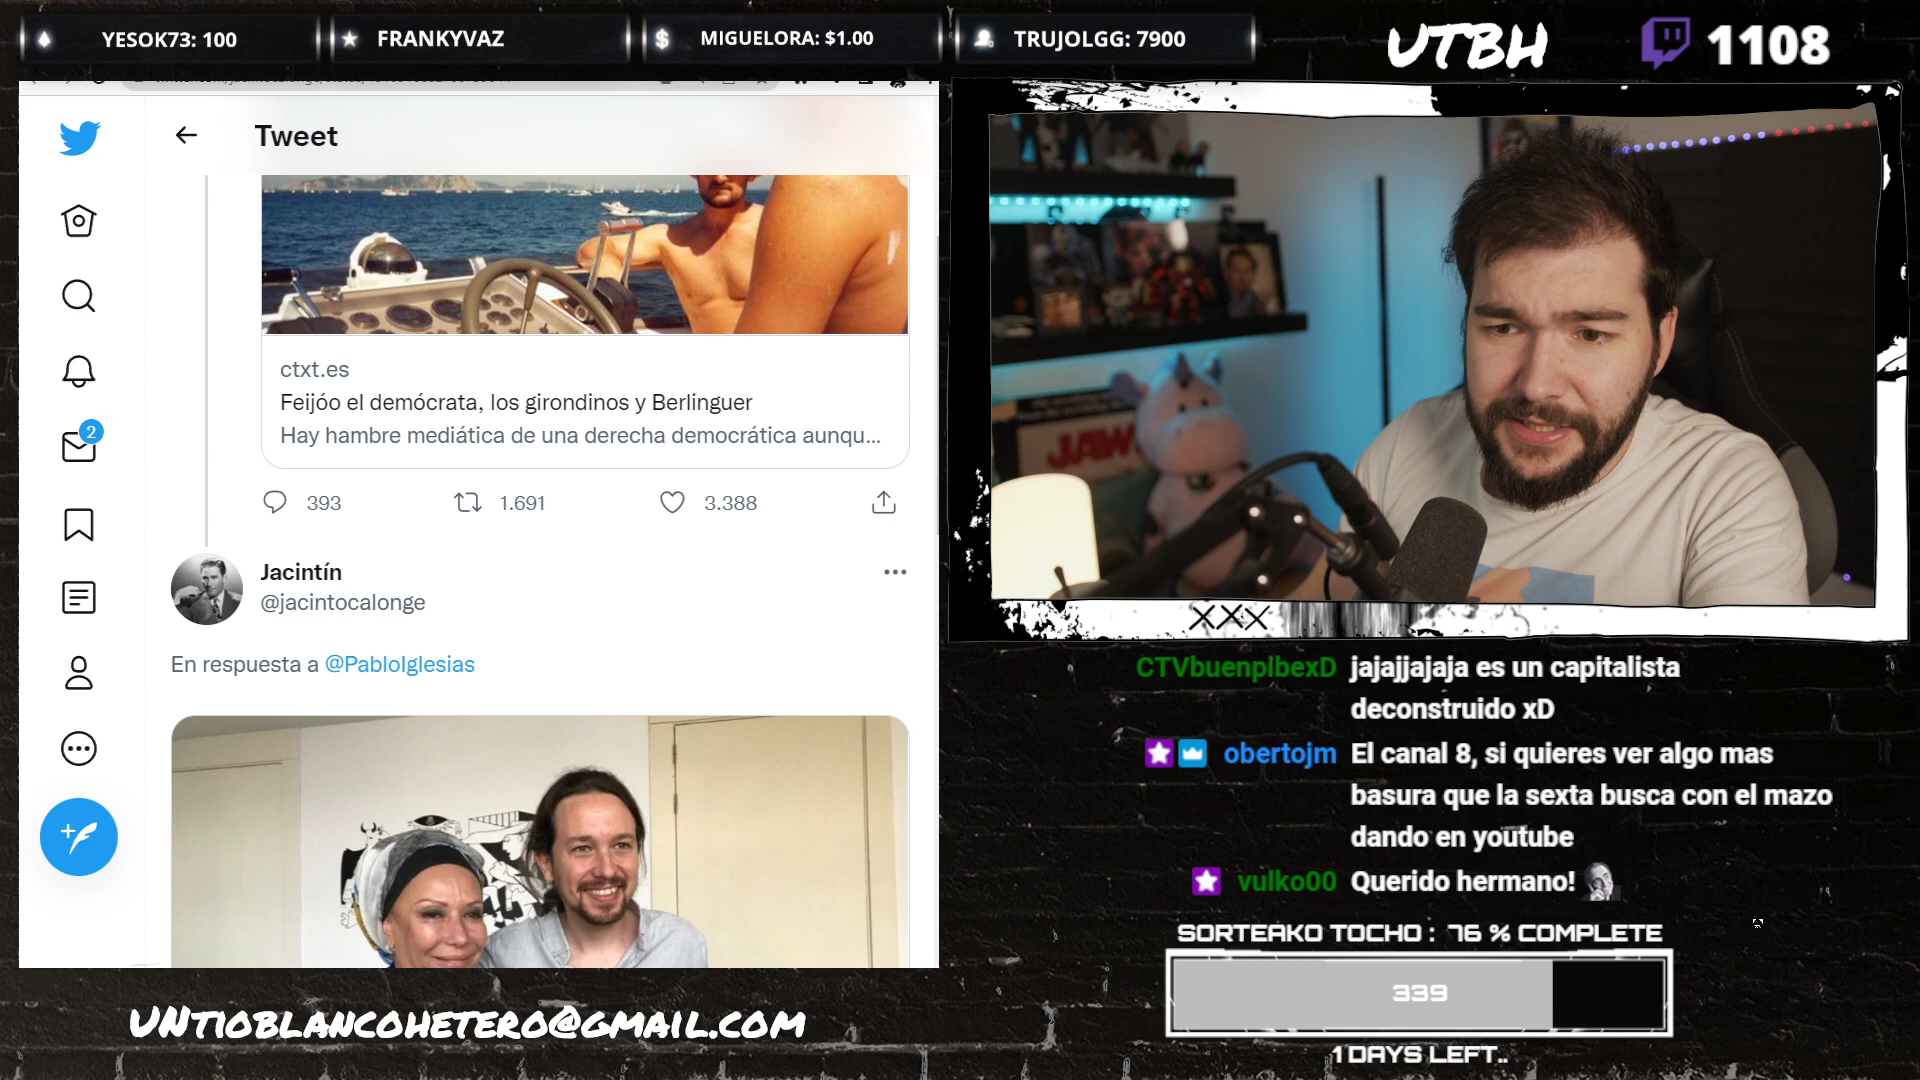 YESOK73: 100
FRANKYVAZ
MIGUELORA: $1.00
TRUJOLGG: 7900
UTBH
1108
Tweet
ctxt.es
Feijóo el demócrata, los girondinos y Berlinguer
Hay hambre mediática de una derecha democrática aunqu...
393
1.691
3.388
2
Jacintín
@jacintocalonge
En respuesta a @PabloIglesias
JAWS
XXX
CTVbuenplbexD jajajjajaja es un capitalista
deconstruido xD
obertojm El canal 8, si quieres ver algo mas
basura que la sexta busca con el mazo
dando en youtube
vulko00 Querido hermano!
SORTEAKO TOCHO : 76 % COMPLETE
339
1 DAYS LEFT..
UNTIOBLANCOHETERO@GMAIL.COM